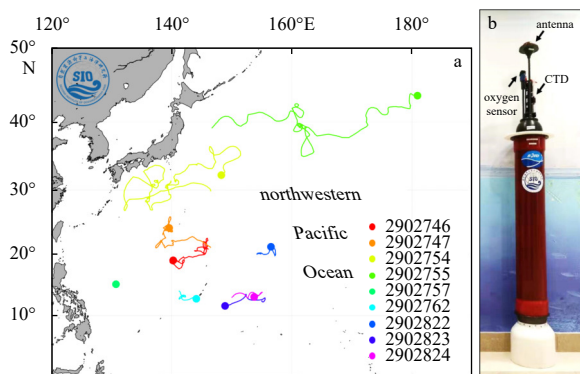 120°
140°
160°E
180°
50°
N
40°
30°
20°
10°
a
SIO
northwestern
Pacific
Ocean
2902746
2902747
2902754
2902755
2902757
2902762
2902822
2902823
2902824
b
antenna
CTD
oxygen
sensor
SIO